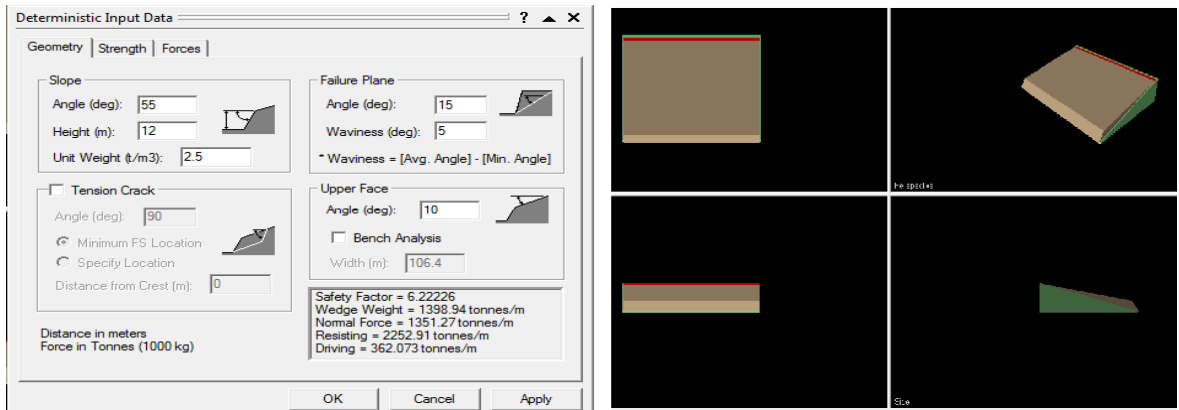 Deterministic Input Data ? ✕
Geometry Strength Forces
Slope
Angle (deg): 55
Height (m): 12
Unit Weight (t/m3): 2.5
Failure Plane
Angle (deg): 15
Waviness (deg): 5
* Waviness = [Avg. Angle] - [Min. Angle]
Tension Crack
Angle (deg): 90
Minimum FS Location
Specify Location
Distance from Crest (m): 0
Upper Face
Angle (deg): 10
Bench Analysis
Width (m): 106.4
Distance in meters
Force in Tonnes (1000 kg)
Safety Factor = 6.22226
Wedge Weight = 1398.94 tonnes/m
Normal Force = 1351.27 tonnes/m
Resisting = 2252.91 tonnes/m
Driving = 362.073 tonnes/m
OK Cancel Apply